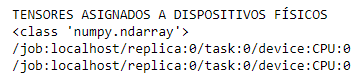 TENSORES ASIGNADOS A DISPOSITIVOS FÍSICOS
<class 'numpy.ndarray'>
/job:localhost/replica:0/task:0/device:CPU:0
/job:localhost/replica:0/task:0/device:CPU:0